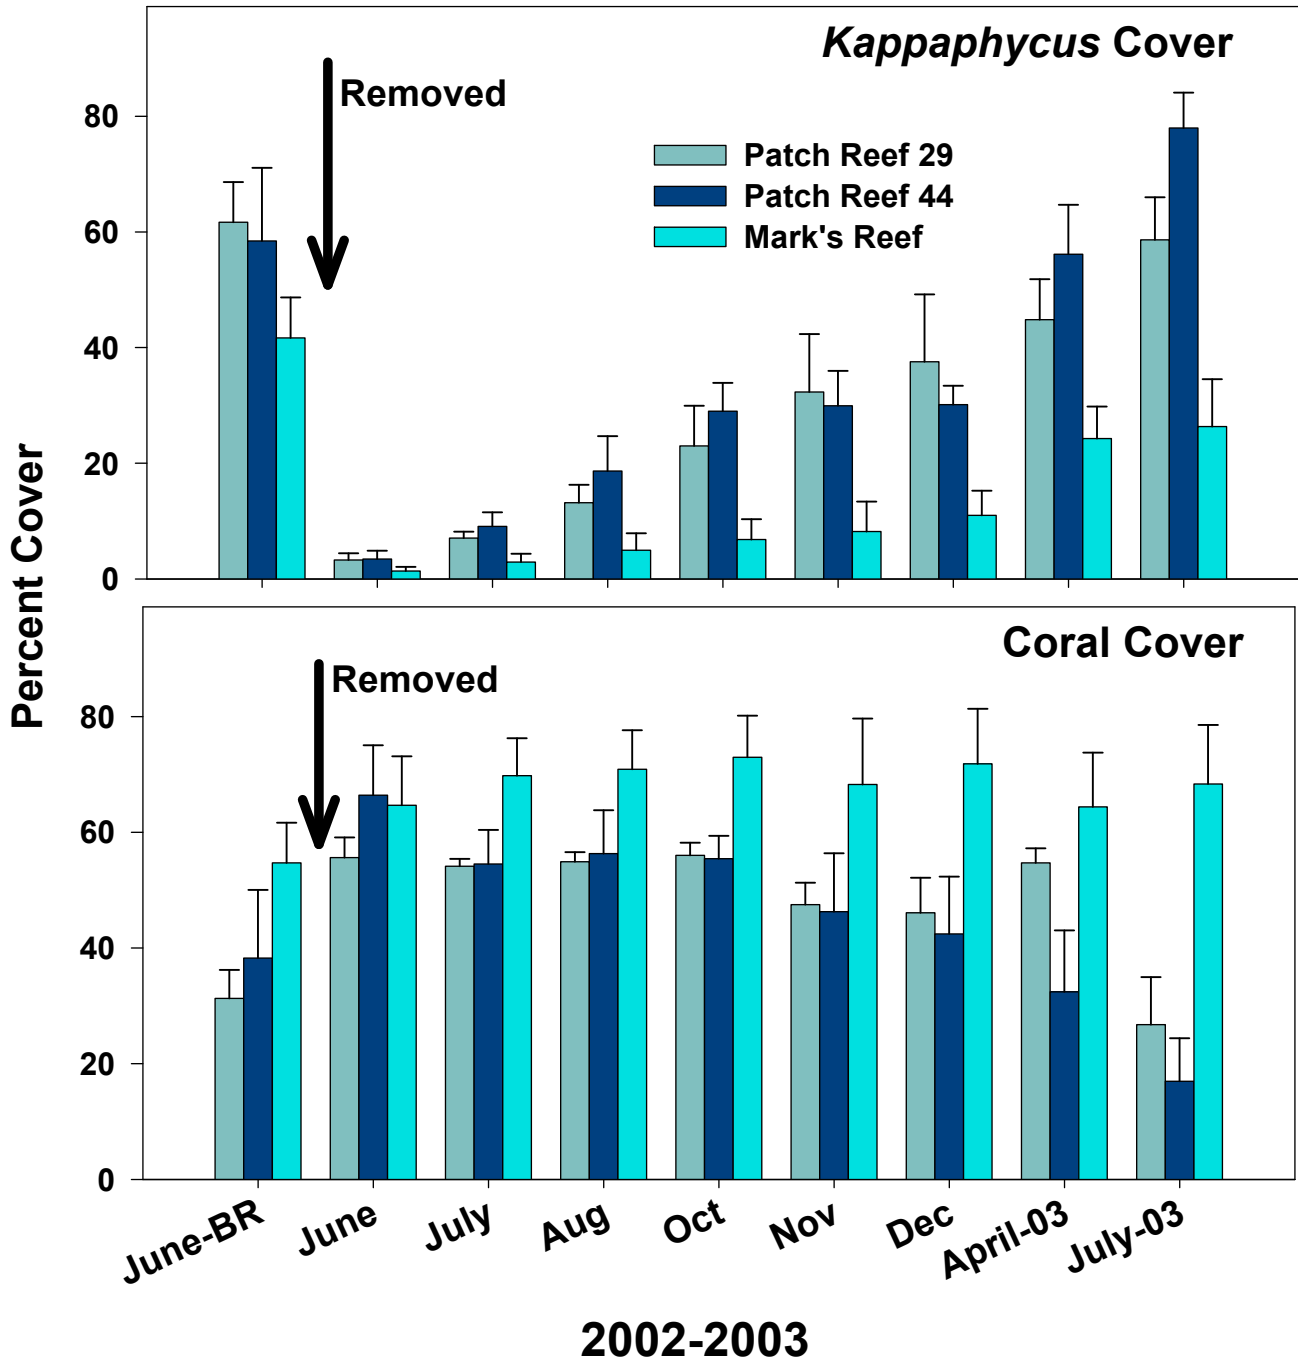 Kappaphycus Cover
Removed
Patch Reef 29
Patch Reef 44
Mark's Reef
80
60
40
20
0
Percent Cover
Coral Cover
Removed
80
60
40
20
0
June-BR June July Aug Oct Nov Dec April-03 July-03
2002-2003